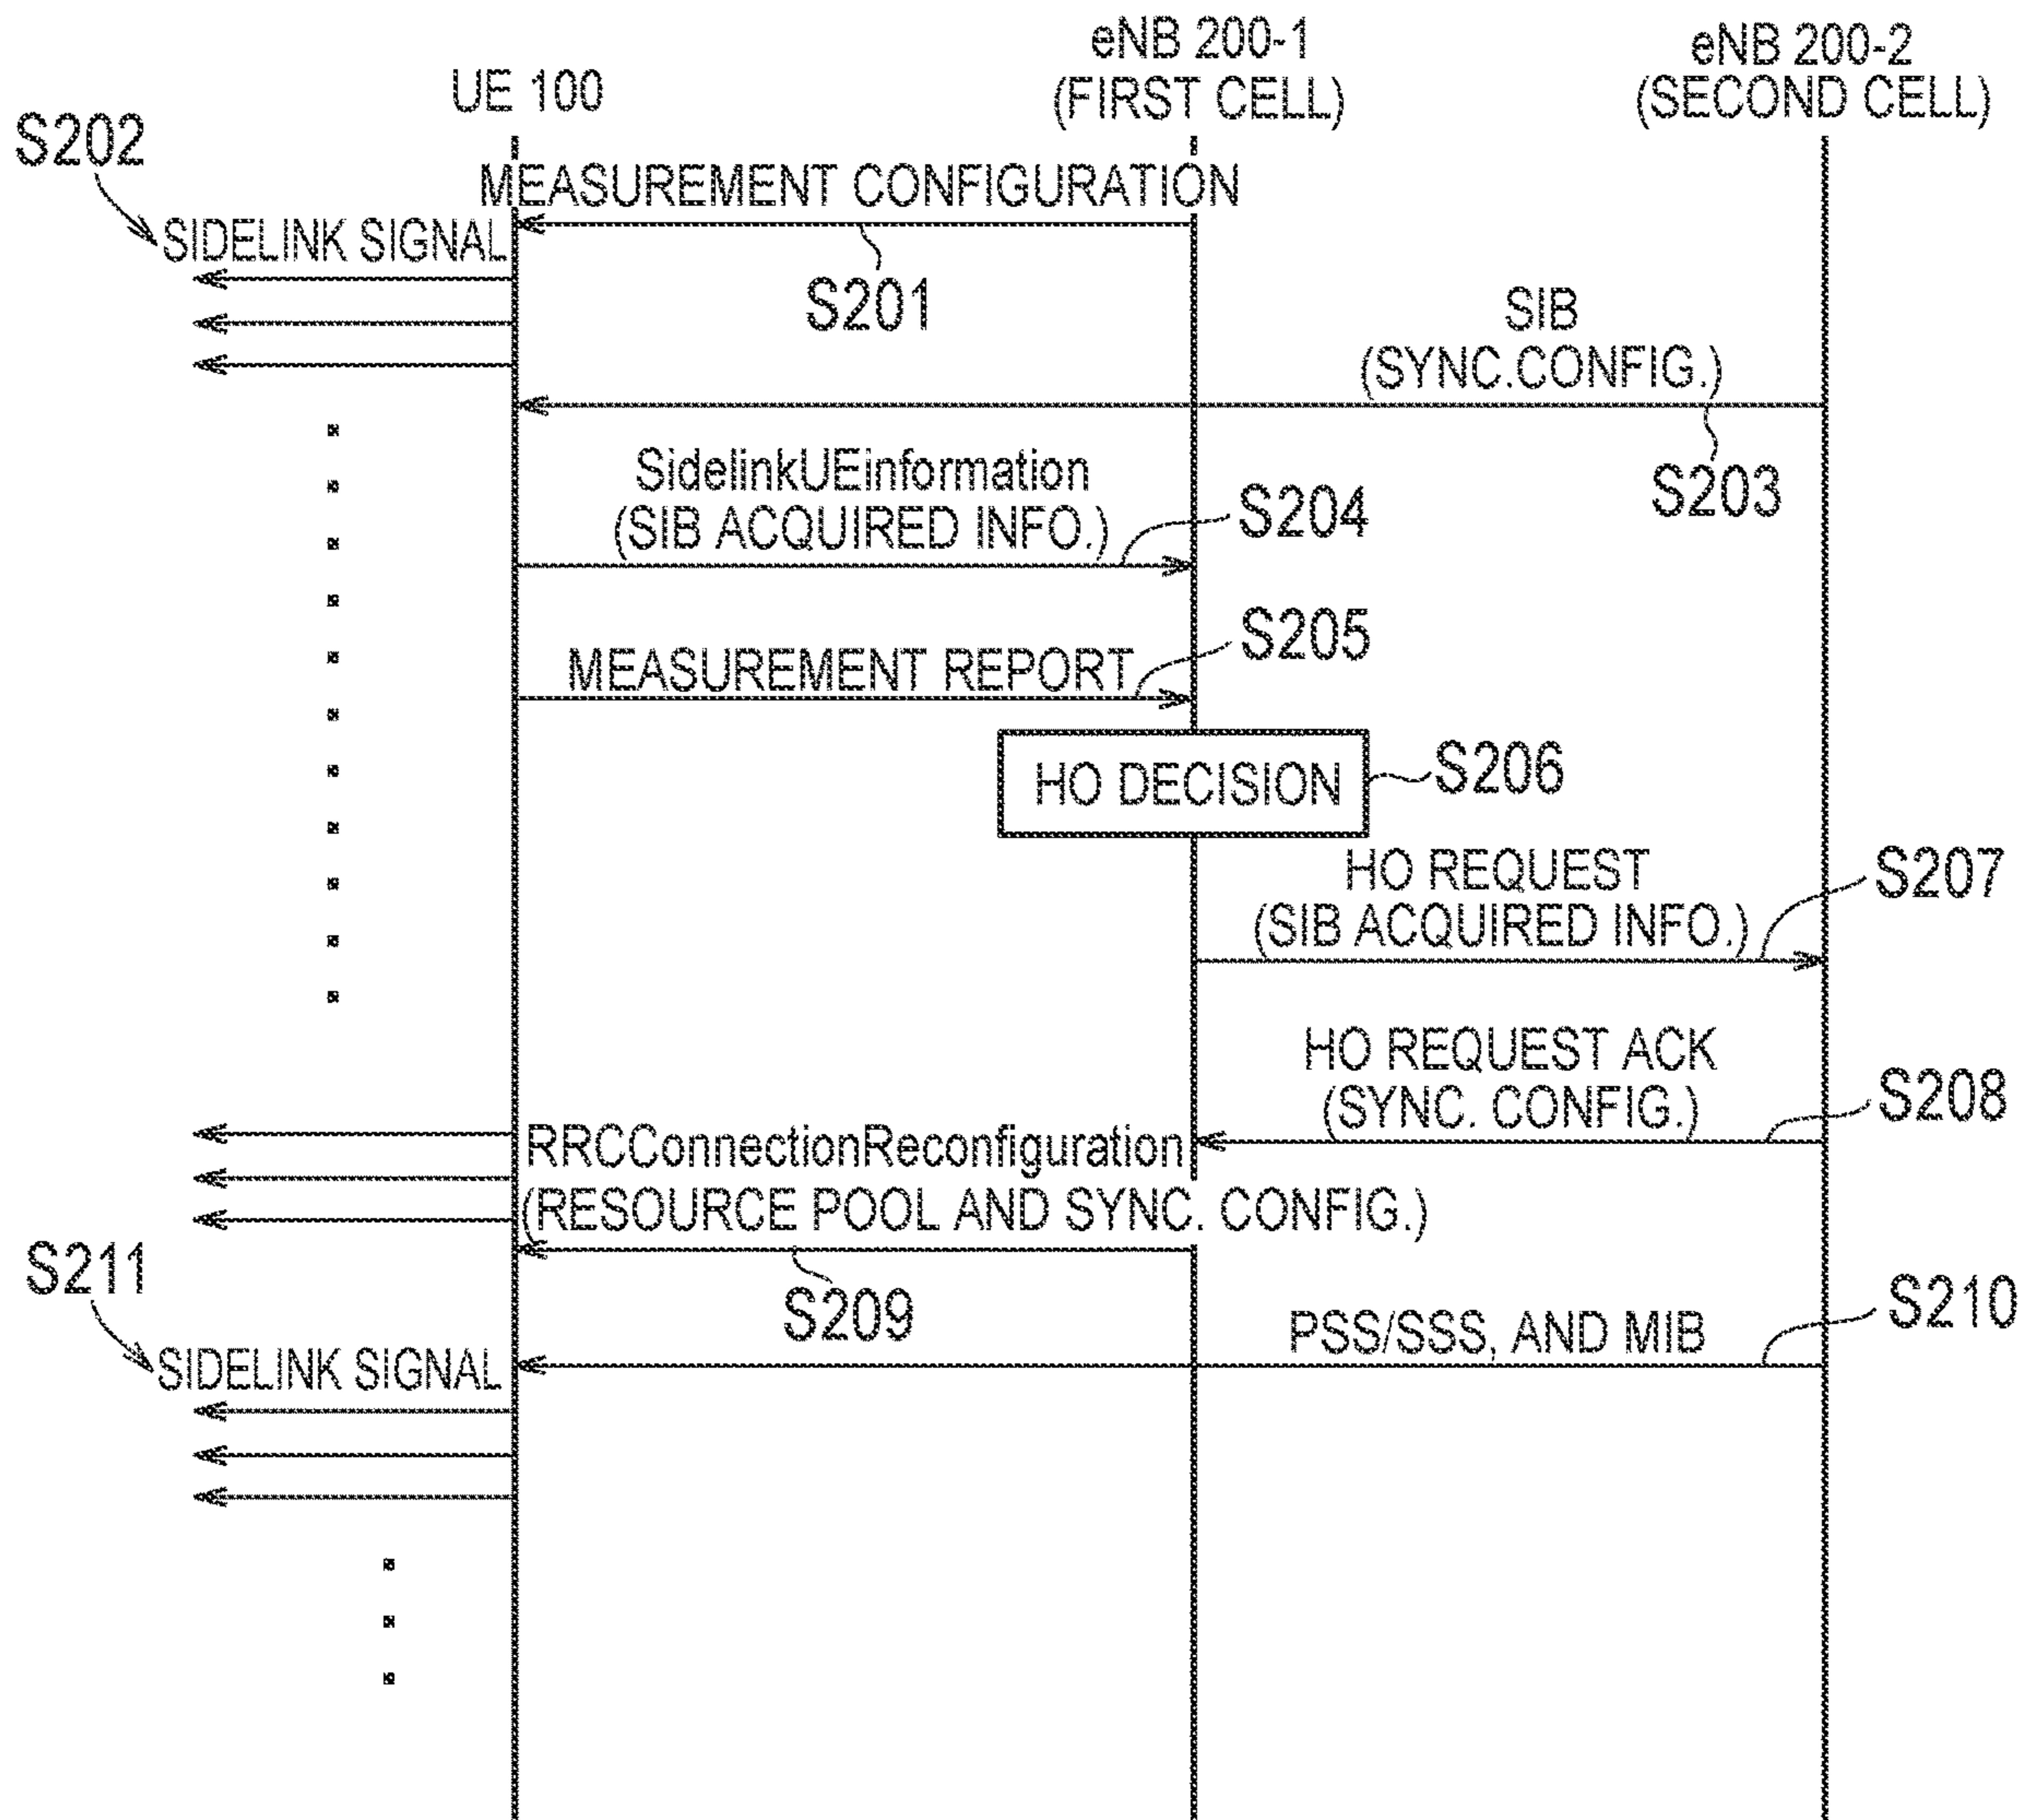 UE 100
eNB 200-1
(FIRST CELL)
eNB 200-2
(SECOND CELL)
S202
MEASUREMENT CONFIGURATION
SIDELINK SIGNAL
S201
SIB
(SYNC.CONFIG.)
S203
SidelinkUEinformation
(SIB ACQUIRED INFO.)
S204
MEASUREMENT REPORT
S205
HO DECISION
S206
HO REQUEST
(SIB ACQUIRED INFO.)
S207
HO REQUEST ACK
(SYNC. CONFIG.)
S208
RRCConnectionReconfiguration
(RESOURCE POOL AND SYNC. CONFIG.)
S209
S211
PSS/SSS, AND MIB
S210
SIDELINK SIGNAL